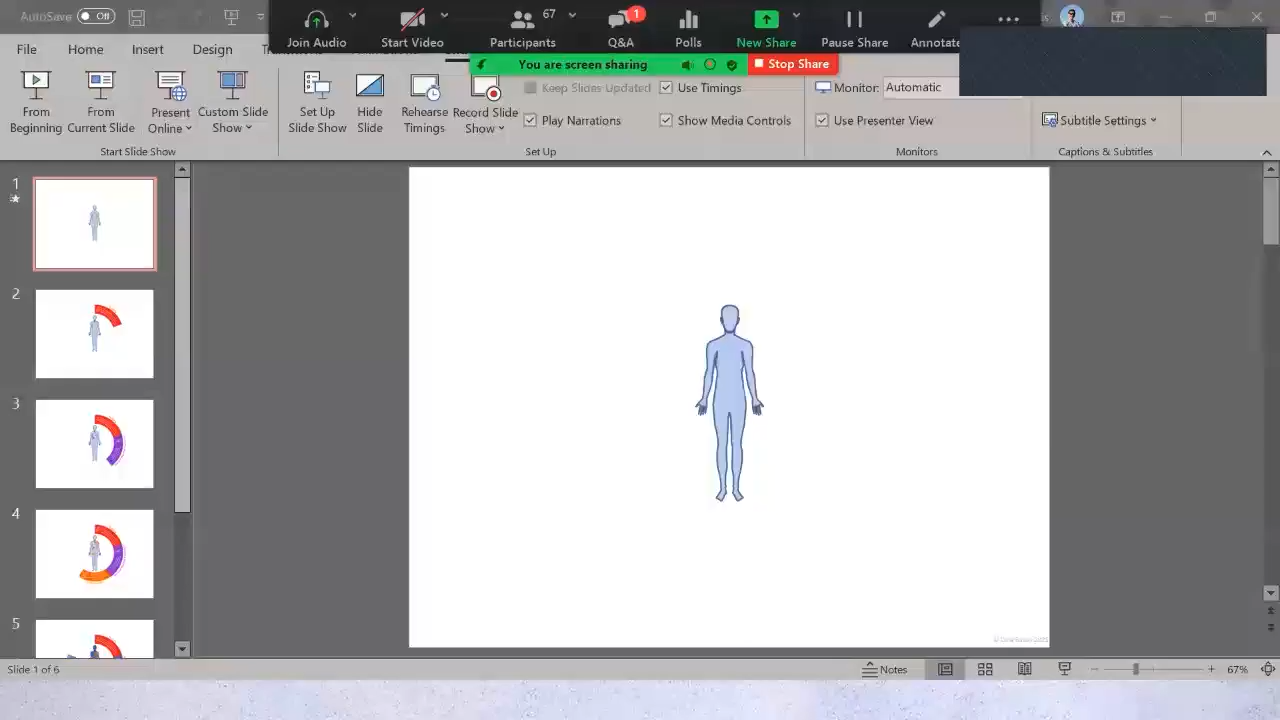 AutoSave Off
Join Audio
Start Video
67
Participants
1
Q&A
Polls
New Share
Pause Share
Annotate
You are screen sharing
Stop Share
File
Home
Insert
Design
From Beginning
From Current Slide
Present Online
Custom Slide Show
Start Slide Show
Set Up Slide Show
Hide Slide
Rehearse Timings
Record Slide Show
Keep Slides Updated
Use Timings
Play Narrations
Show Media Controls
Set Up
Monitor: Automatic
Use Presenter View
Monitors
Subtitle Settings
Captions & Subtitles
1
2
3
4
5
Slide 1 of 6
Notes
67%